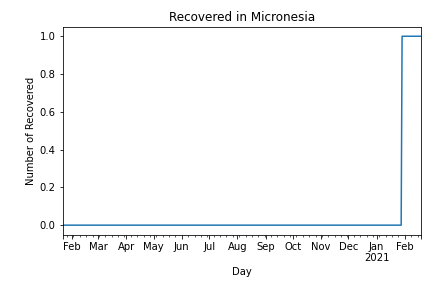 Recovered in Micronesia
Number of Recovered
1.0
0.8
0.6
0.4
0.2
0.0
Feb Mar Apr May Jun Jul Aug Sep Oct Nov Dec Jan Feb
2021
Day